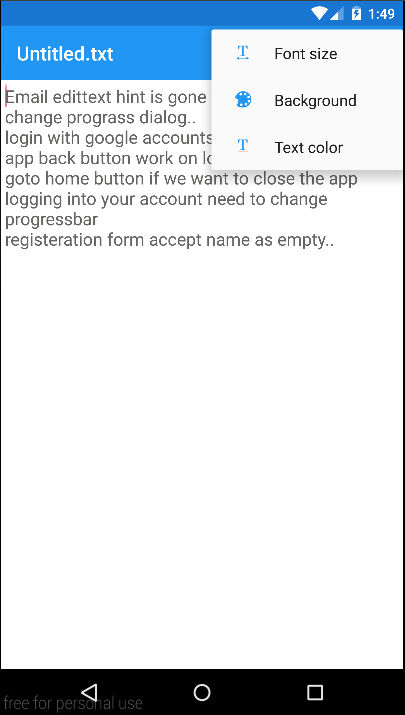 1:49
Untitled.txt
Font size
Background
Text color
Email edittext hint is gone
change prograss dialog..
login with google accounts
app back button work on
goto home button if we want to close the app
logging into your account need to change
progressbar
registeration form accept name as empty..
free for personal use